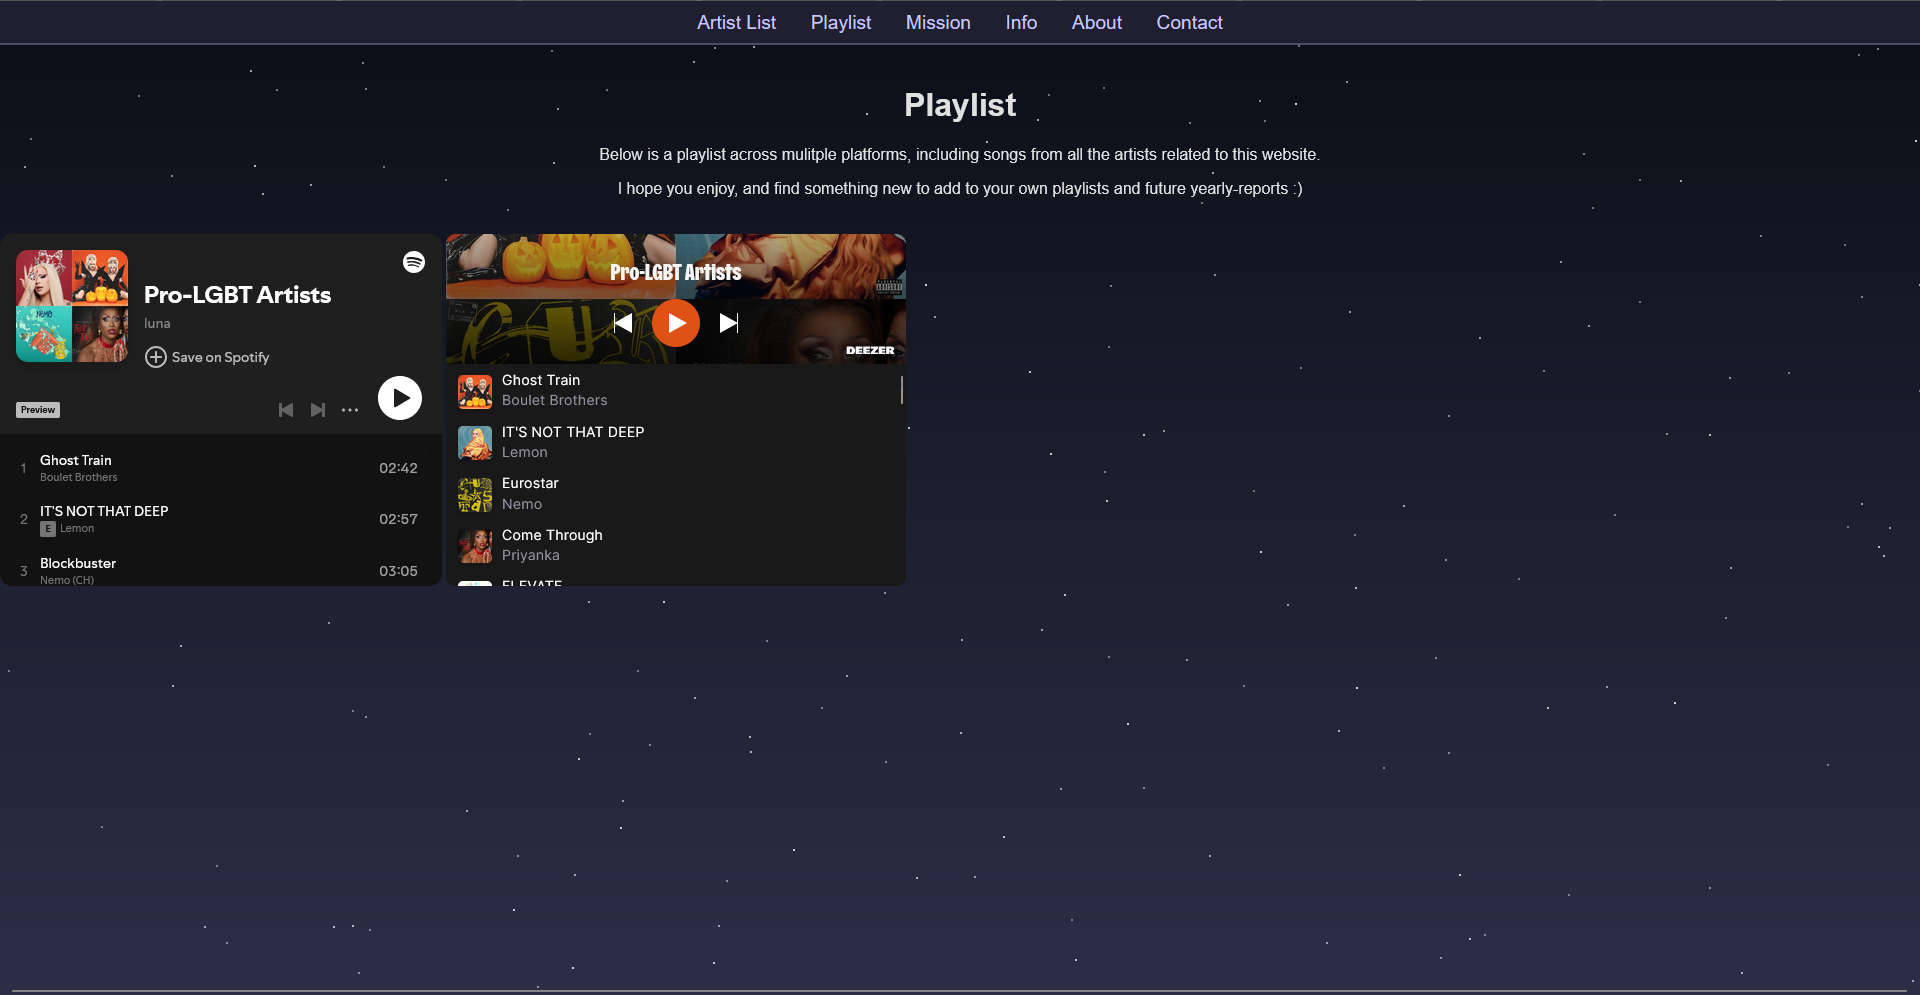 Artist List Playlist Mission Info About Contact
Playlist
Below is a playlist across mulitple platforms, including songs from all the artists related to this website.
I hope you enjoy, and find something new to add to your own playlists and future yearly-reports :)
Pro-LGBT Artists
luna
Save on Spotify
Preview
1 Ghost Train 02:42
Boulet Brothers
2 IT'S NOT THAT DEEP 02:57
E Lemon
3 Blockbuster 03:05
Nemo (CH)
Pro-LGBT Artists
DEEZER
Ghost Train
Boulet Brothers
IT'S NOT THAT DEEP
Lemon
Eurostar
Nemo
Come Through
Priyanka
ELEVATE